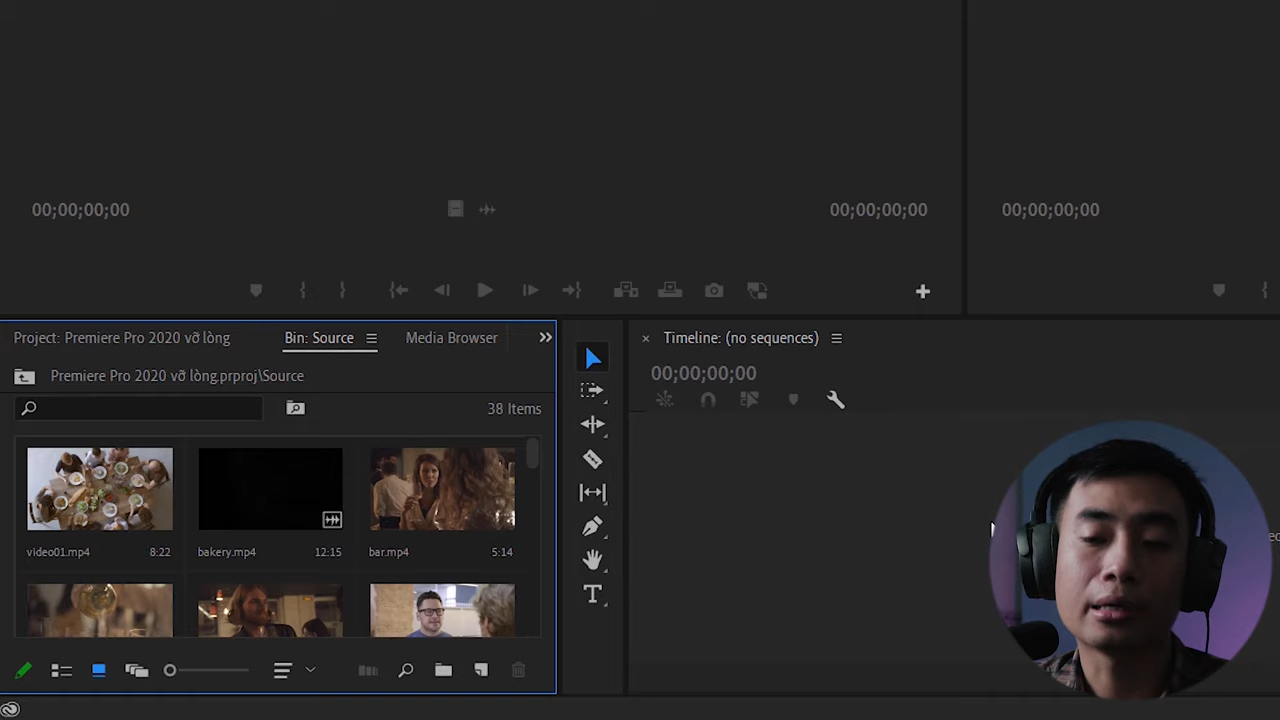 00;00;00;00
00;00;00;00
00;00;00;00
Project: Premiere Pro 2020 vỡ lòng
Bin: Source
Media Browser
Premiere Pro 2020 vỡ lòng.prproj\Source
38 Items
video01.mp4
8:22
bakery.mp4
12:15
bar.mp4
5:14
Timeline: (no sequences)
00;00;00;00